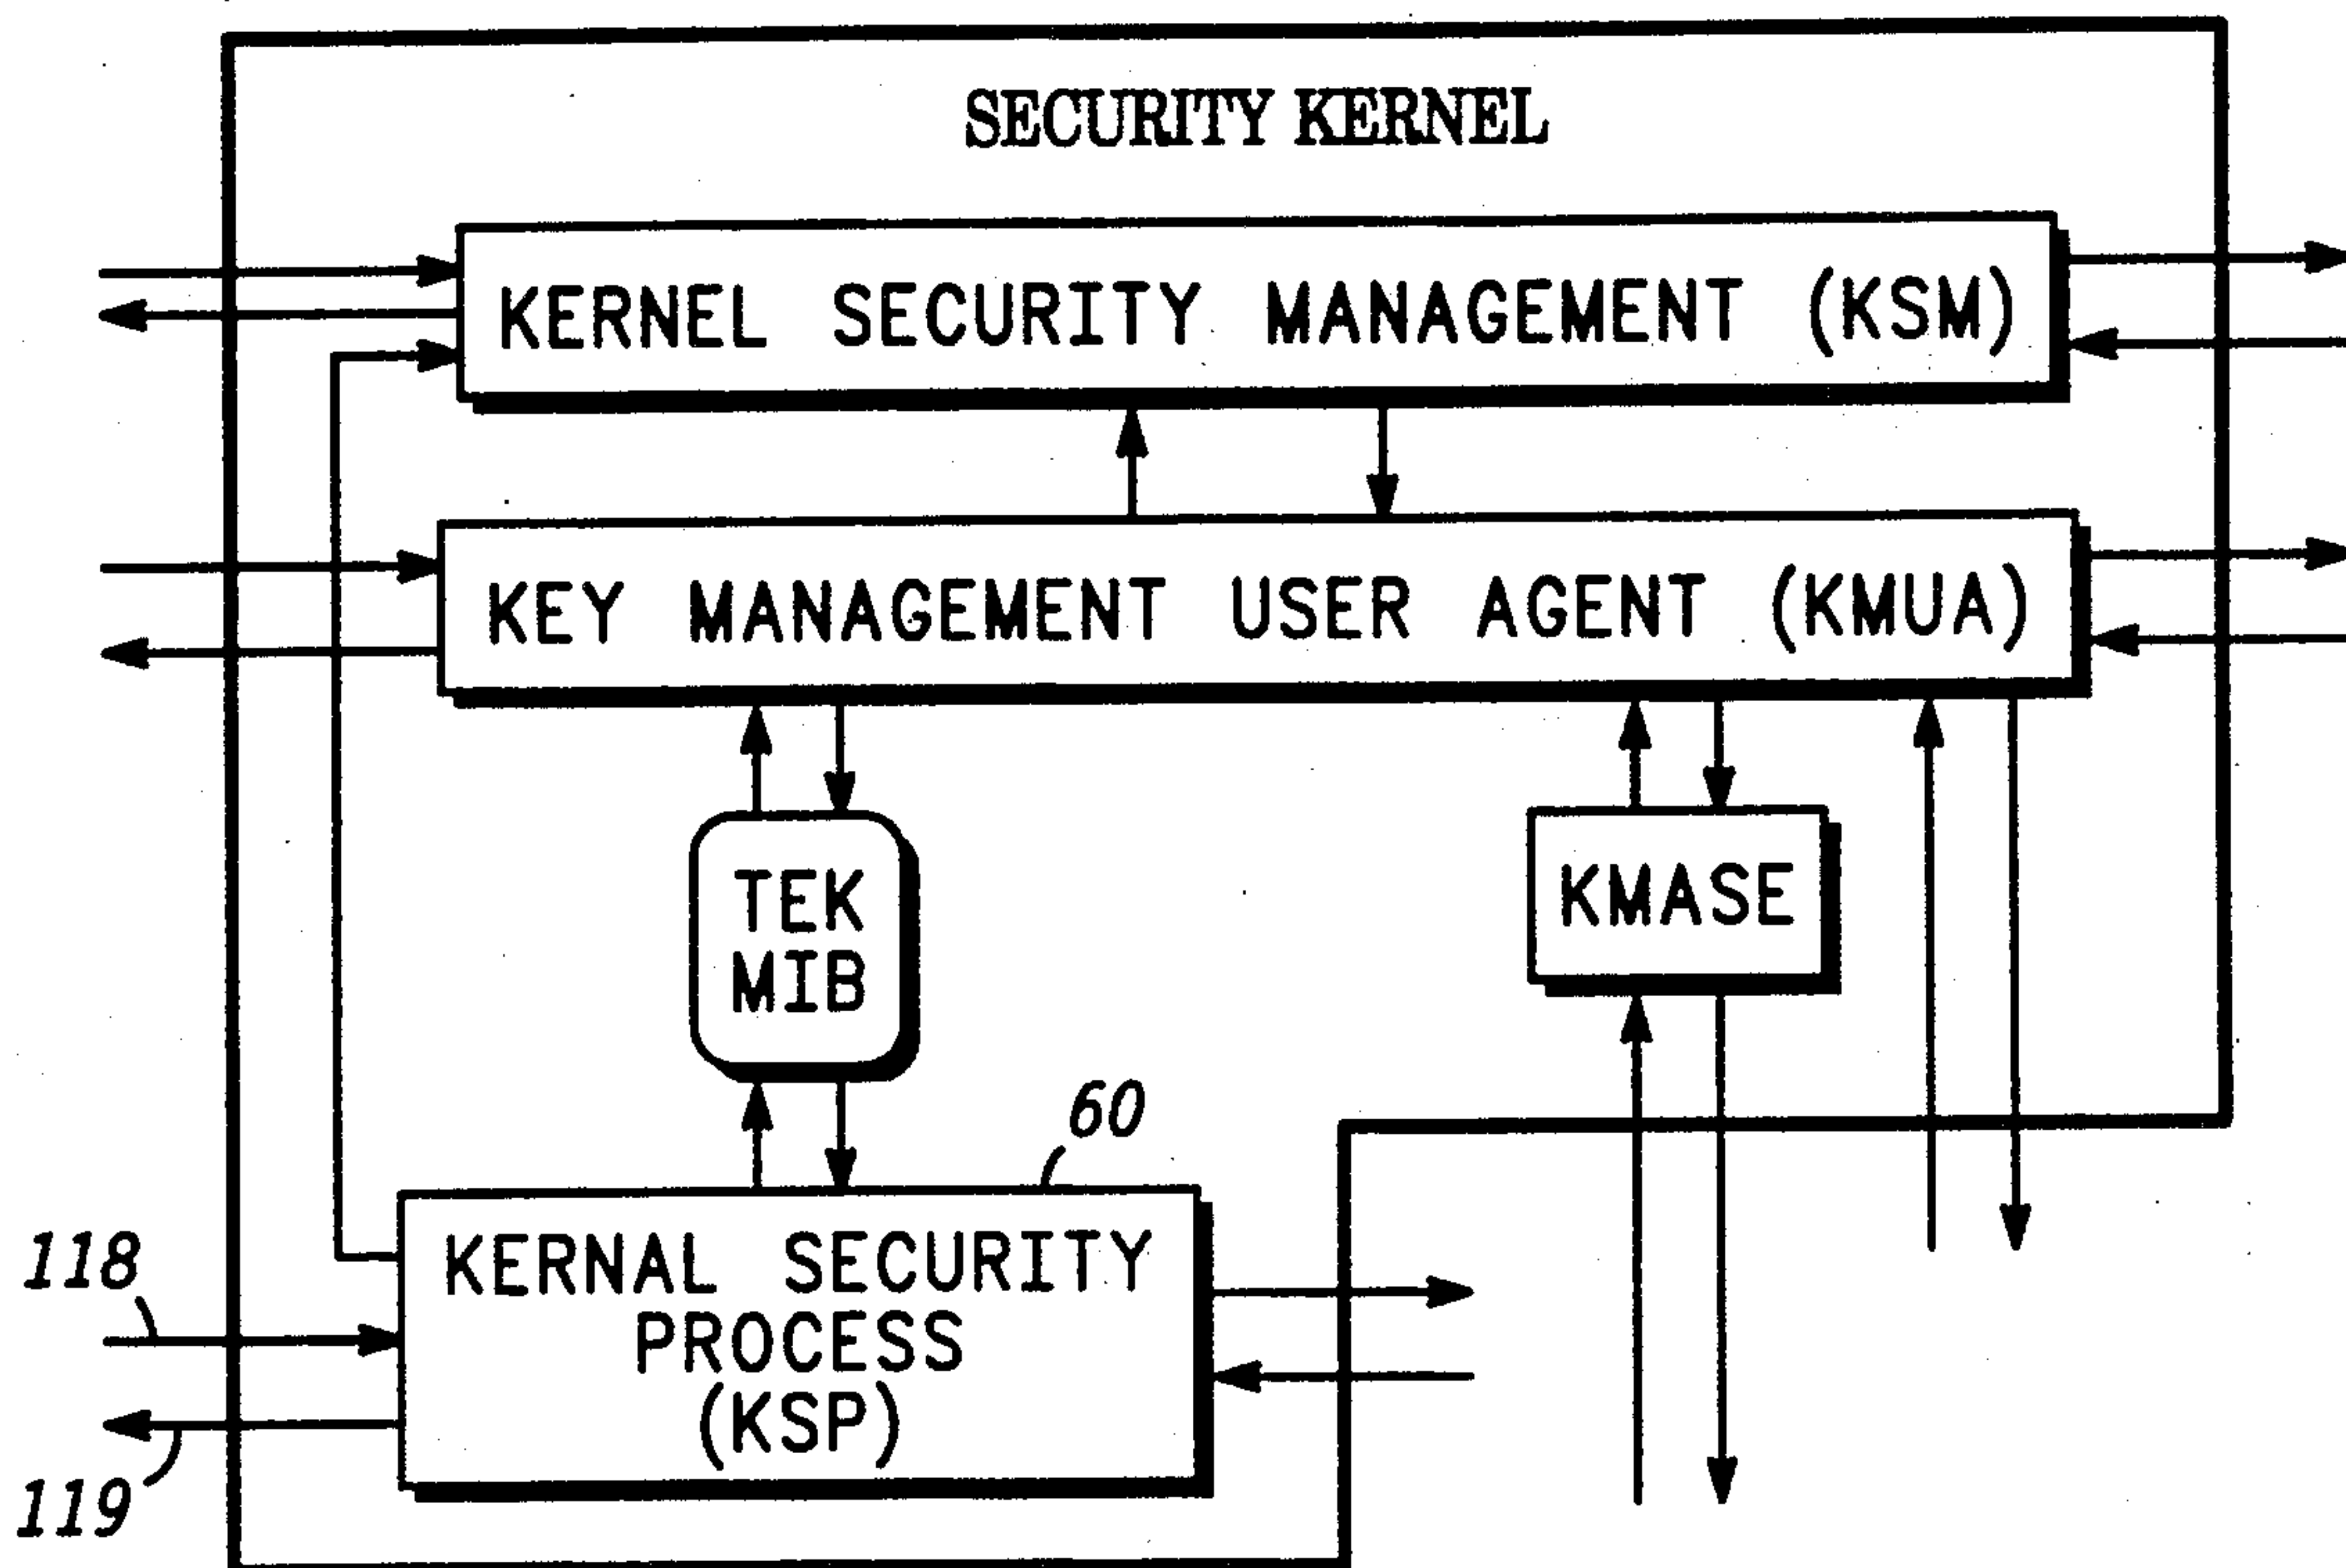 SECURITY KERNEL
KERNEL SECURITY MANAGEMENT (KSM)
KEY MANAGEMENT USER AGENT (KMUA)
TEK
MIB
KMASE
60
KERNAL SECURITY
PROCESS
(KSP)
118
119